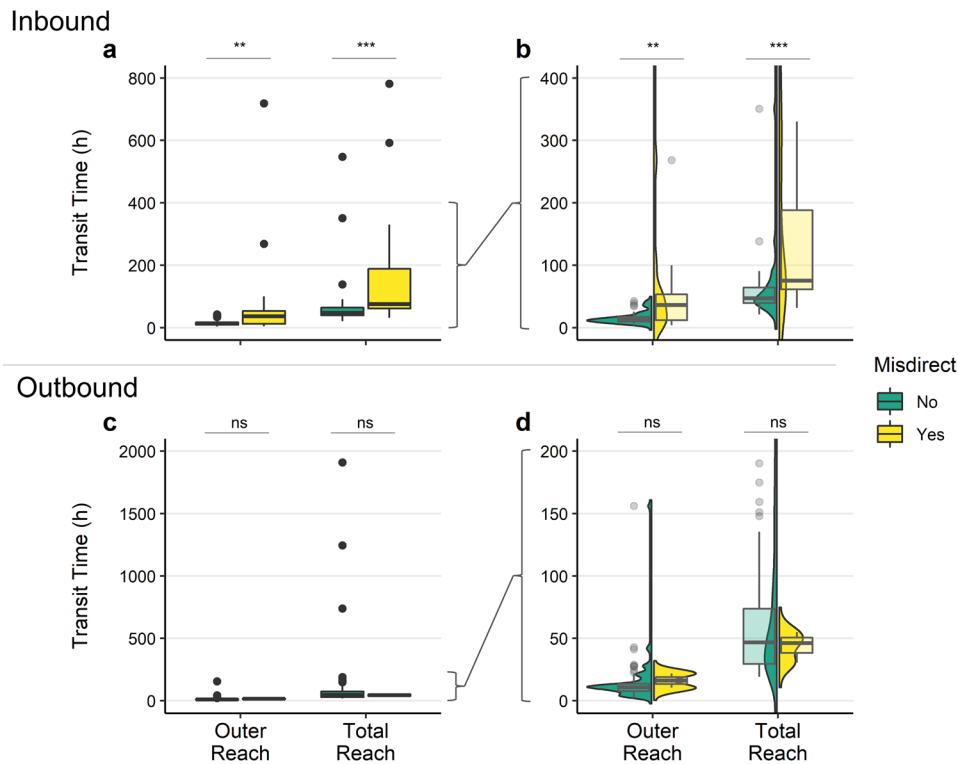 Inbound
a
b
** ***
** ***
Transit Time (h)
800
600
400
200
0
400
300
200
100
0
Outbound
c
d
ns ns
ns ns
Transit Time (h)
2000
1500
1000
500
0
200
150
100
50
0
Outer Reach
Total Reach
Outer Reach
Total Reach
Misdirect
No
Yes